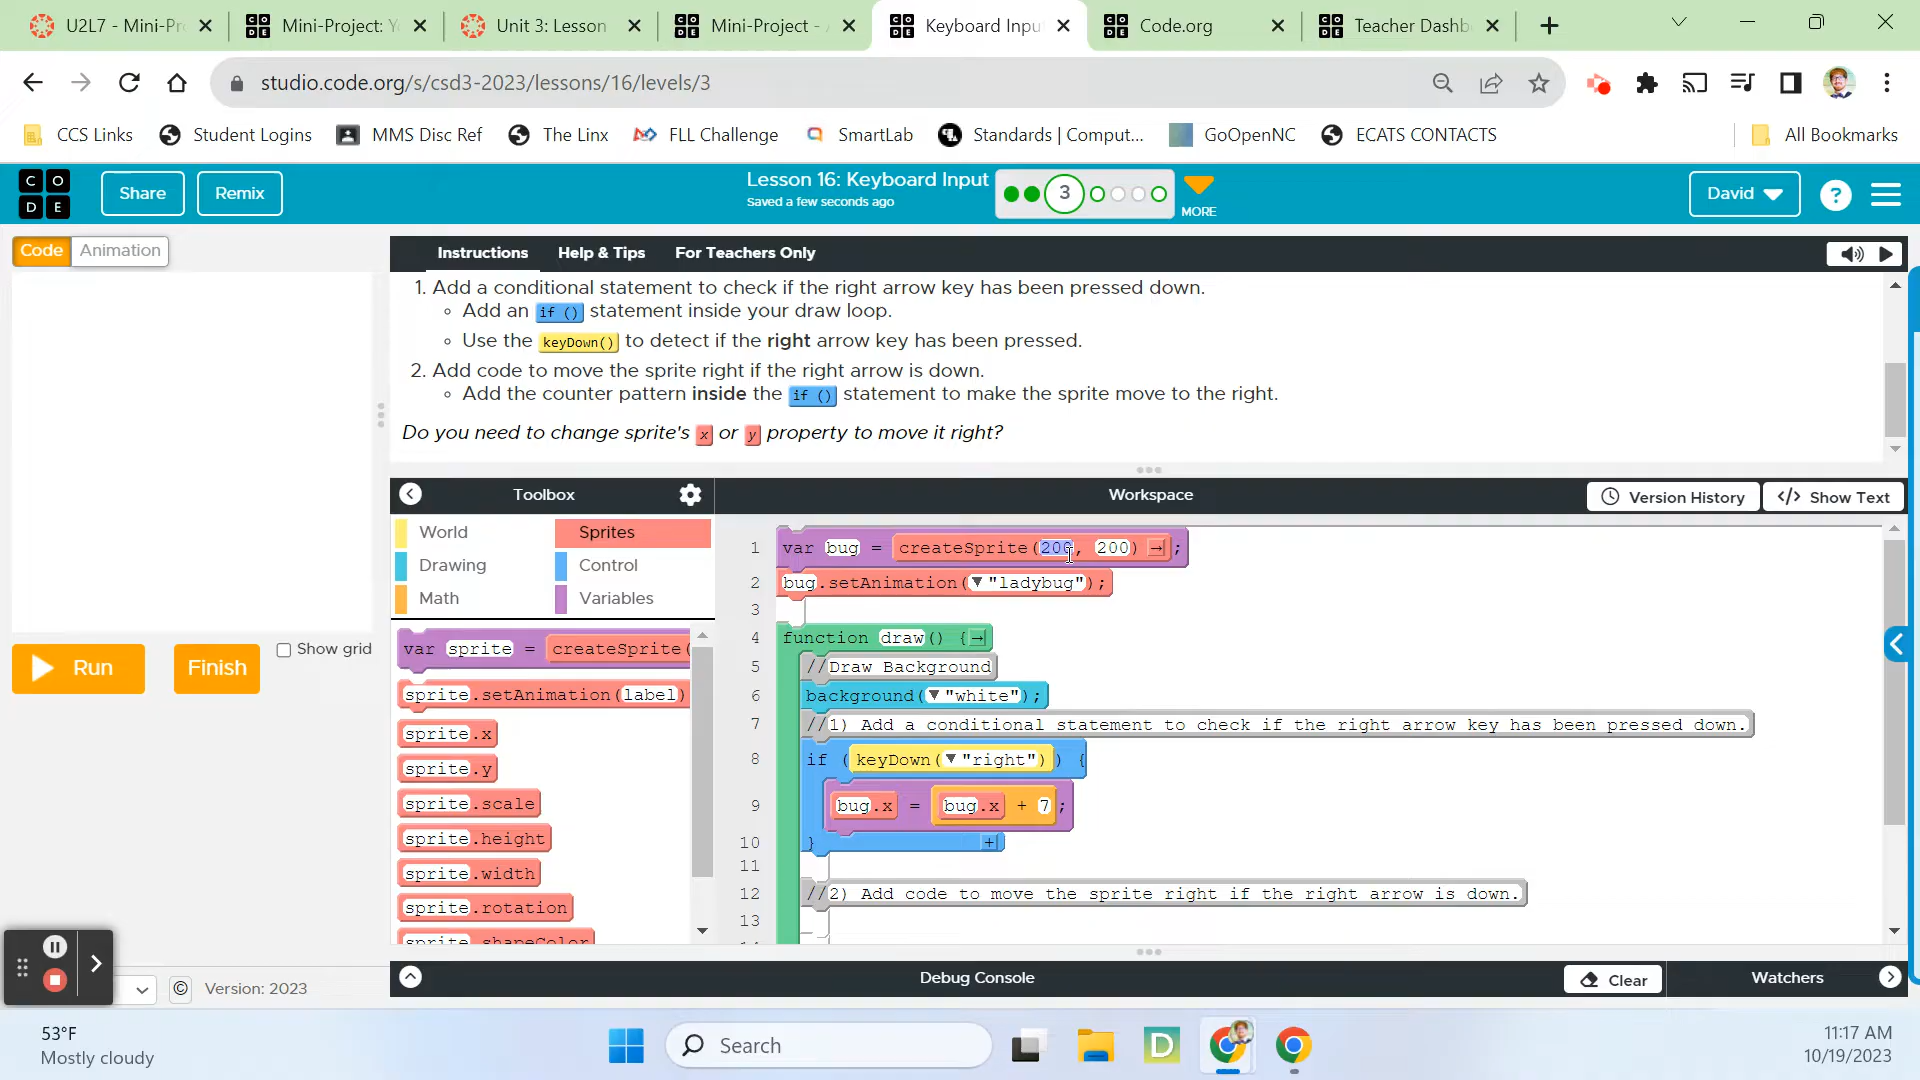 U2L7 - Mini-Pr
Mini-Project: Y
Unit 3: Lesson
Mini-Project - A
Keyboard Inpu
Code.org
Teacher Dashb
studio.code.org/s/csd3-2023/lessons/16/levels/3
CCS Links
Student Logins
MMS Disc Ref
The Linx
FLL Challenge
SmartLab
Standards | Comput...
GoOpenNC
ECATS CONTACTS
All Bookmarks
C O
D E
Share
Remix
Lesson 16: Keyboard Input
Saved a few seconds ago
3
MORE
David
?
Code
Animation
Instructions
Help & Tips
For Teachers Only
1. Add a conditional statement to check if the right arrow key has been pressed down.
Add an if () statement inside your draw loop.
Use the keyDown() to detect if the right arrow key has been pressed.
2. Add code to move the sprite right if the right arrow is down.
Add the counter pattern inside the if () statement to make the sprite move to the right.
Do you need to change sprite's x or y property to move it right?
Toolbox
Workspace
Version History
</> Show Text
World
Sprites
Drawing
Control
Math
Variables
var sprite = createSprite(
sprite.setAnimation(label)
sprite.x
sprite.y
sprite.scale
sprite.height
sprite.width
sprite.rotation
sprite.shapeColor
Run
Finish
Show grid
1 var bug = createSprite(200, 200);
2 bug.setAnimation("ladybug");
3
4 function draw() {
5 //Draw Background
6 background("white");
7 //1) Add a conditional statement to check if the right arrow key has been pressed down.
8 if (keyDown("right")) {
9 bug.x = bug.x + 7;
10 }
11
12 //2) Add code to move the sprite right if the right arrow is down.
13
© Version: 2023
Debug Console
Clear
Watchers
53°F
Mostly cloudy
Search
D
11:17 AM
10/19/2023